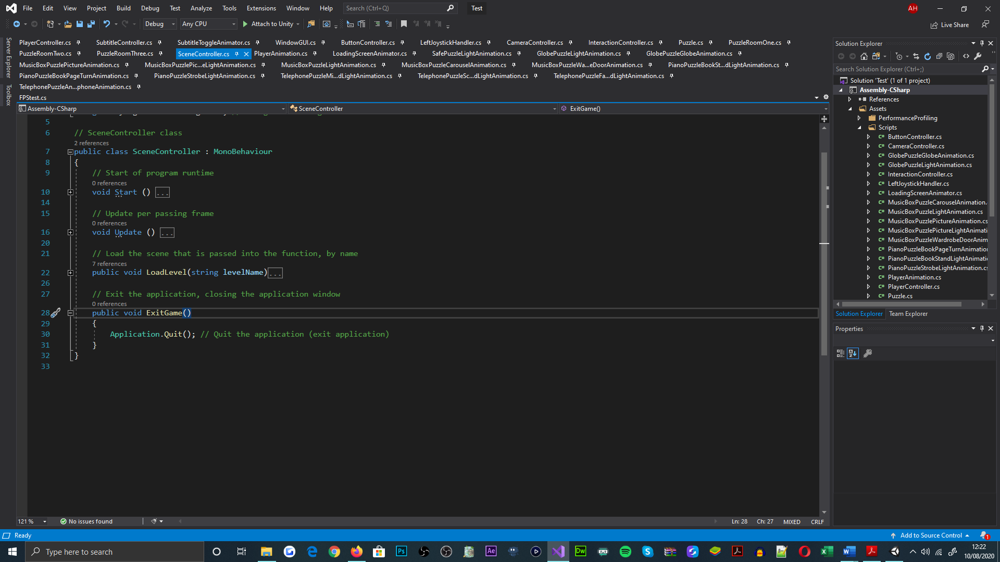 File Edit View Project Build Debug Test Analyze Tools Extensions Window Help Search (Ctrl+Q) Test AH
Debug Any CPU Attach to Unity Live Share
Server Explorer
Toolbox
PlayerController.cs SubtitleController.cs SubtitleToggleAnimator.cs WindowGUI.cs ButtonController.cs LeftJoystickHandler.cs CameraController.cs InteractionController.cs Puzzle.cs PuzzleRoomOne.cs
PuzzleRoomTwo.cs PuzzleRoomThree.cs SceneController.cs PlayerAnimation.cs LoadingScreenAnimator.cs SafePuzzleLightAnimation.cs GlobePuzzleLightAnimation.cs GlobePuzzleGlobeAnimation.cs
MusicBoxPuzzlePictureAnimation.cs MusicBoxPuzzlePic...eLightAnimation.cs MusicBoxPuzzleLightAnimation.cs MusicBoxPuzzleCarouselAnimation.cs MusicBoxPuzzleWa...eDoorAnimation.cs PianoPuzzleBookSt...dLightAnimation.cs
PianoPuzzleBookPageTurnAnimation.cs PianoPuzzleStrobeLightAnimation.cs TelephonePuzzleMi...dLightAnimation.cs TelephonePuzzleSc...dLightAnimation.cs TelephonePuzzleFa...dLightAnimation.cs
TelephonePuzzleAn...phoneAnimation.cs
FPStest.cs
Assembly-CSharp SceneController ExitGame()
5
6 // SceneController class
2 references
7 public class SceneController : MonoBehaviour
8 {
9 // Start of program runtime
0 references
10 void Start () ...
14
15 // Update per passing frame
0 references
16 void Update () ...
20
21 // Load the scene that is passed into the function, by name
7 references
22 public void LoadLevel(string levelName)...
26
27 // Exit the application, closing the application window
0 references
28 public void ExitGame()
29 {
30 Application.Quit(); // Quit the application (exit application)
31 }
32 }
33
121 % No issues found Ln: 28 Ch: 27 MIXED CRLF
Solution Explorer
Search Solution Explorer (Ctrl+;)
Solution 'Test' (1 of 1 project)
Assembly-CSharp
References
Assets
PerformanceProfiling
Scripts
C# ButtonController.cs
C# CameraController.cs
C# GlobePuzzleGlobeAnimation.cs
C# GlobePuzzleLightAnimation.cs
C# InteractionController.cs
C# LeftJoystickHandler.cs
C# LoadingScreenAnimator.cs
C# MusicBoxPuzzleCarouselAnimation.
C# MusicBoxPuzzleLightAnimation.cs
C# MusicBoxPuzzlePictureAnimation.cs
C# MusicBoxPuzzlePictureLightAnimati
C# MusicBoxPuzzleWardrobeDoorAnim
C# PianoPuzzleBookPageTurnAnimation
C# PianoPuzzleBookStandLightAnimati
C# PianoPuzzleStrobeLightAnimation.cs
C# PlayerAnimation.cs
C# PlayerController.cs
C# Puzzle.cs
Solution Explorer Team Explorer
Properties
Ready Add to Source Control 1
Type here to search Ps Ae Dw 12:22
10/08/2020